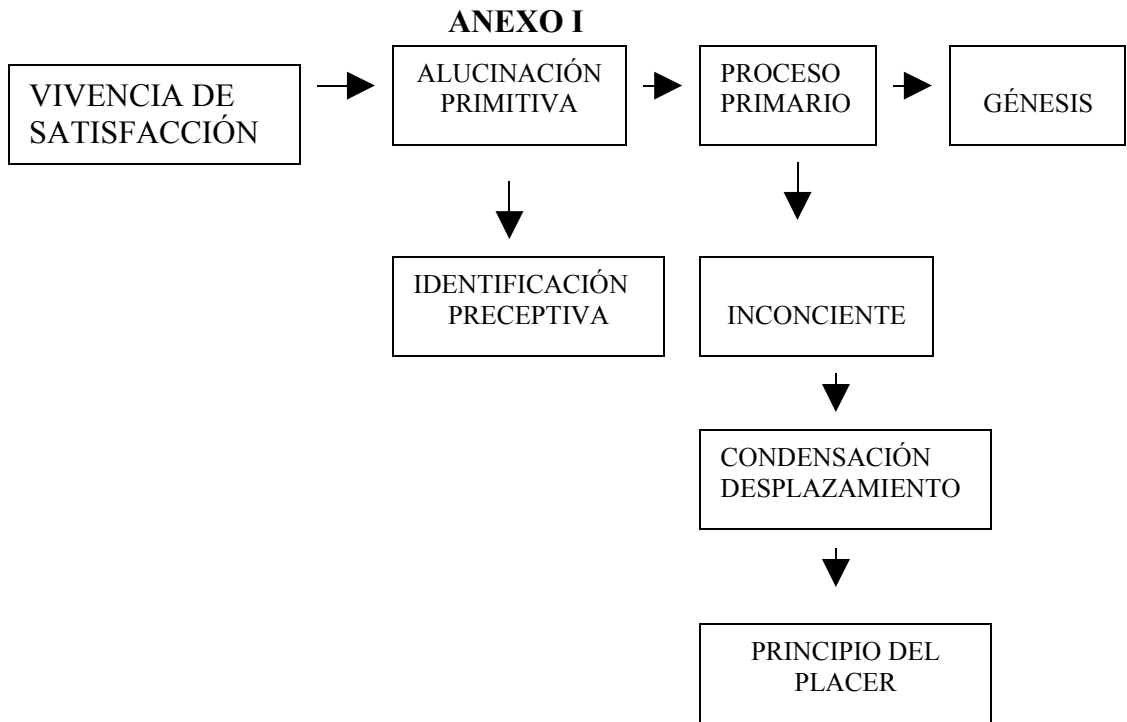 ANEXO I
VIVENCIA DE
SATISFACCIÓN
ALUCINACIÓN
PRIMITIVA
PROCESO
PRIMARIO
GÉNESIS
IDENTIFICACIÓN
PRECEPTIVA
INCONCIENTE
CONDENSACIÓN
DESPLAZAMIENTO
PRINCIPIO DEL
PLACER